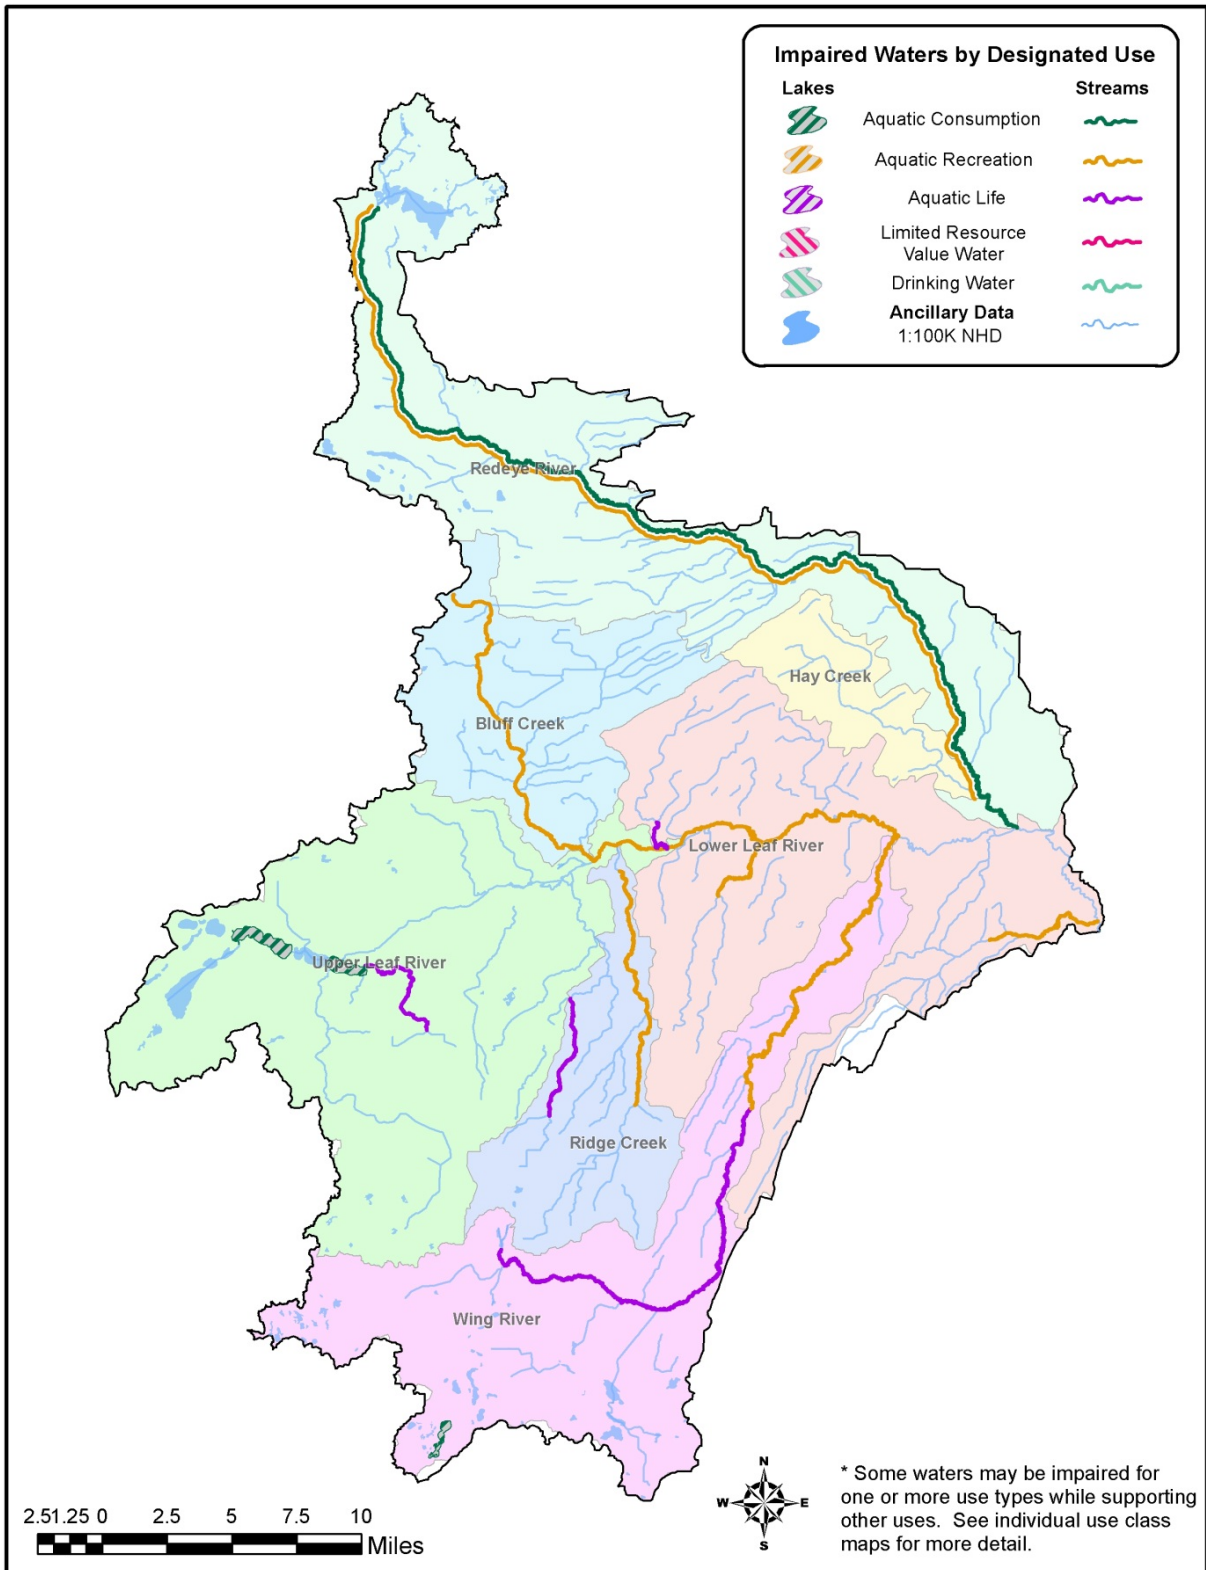 Impaired Waters by Designated Use
Lakes
Streams
Aquatic Consumption
Aquatic Recreation
Aquatic Life
Limited Resource
Value Water
Drinking Water
Ancillary Data
1:100K NHD
Redeye River
Hay Creek
Bluff Creek
Lower Leaf River
Upper Leaf River
Ridge Creek
Wing River
2.51.25 0 2.5 5 7.5 10
Miles
N
W E
S
* Some waters may be impaired for
one or more use types while supporting
other uses. See individual use class
maps for more detail.